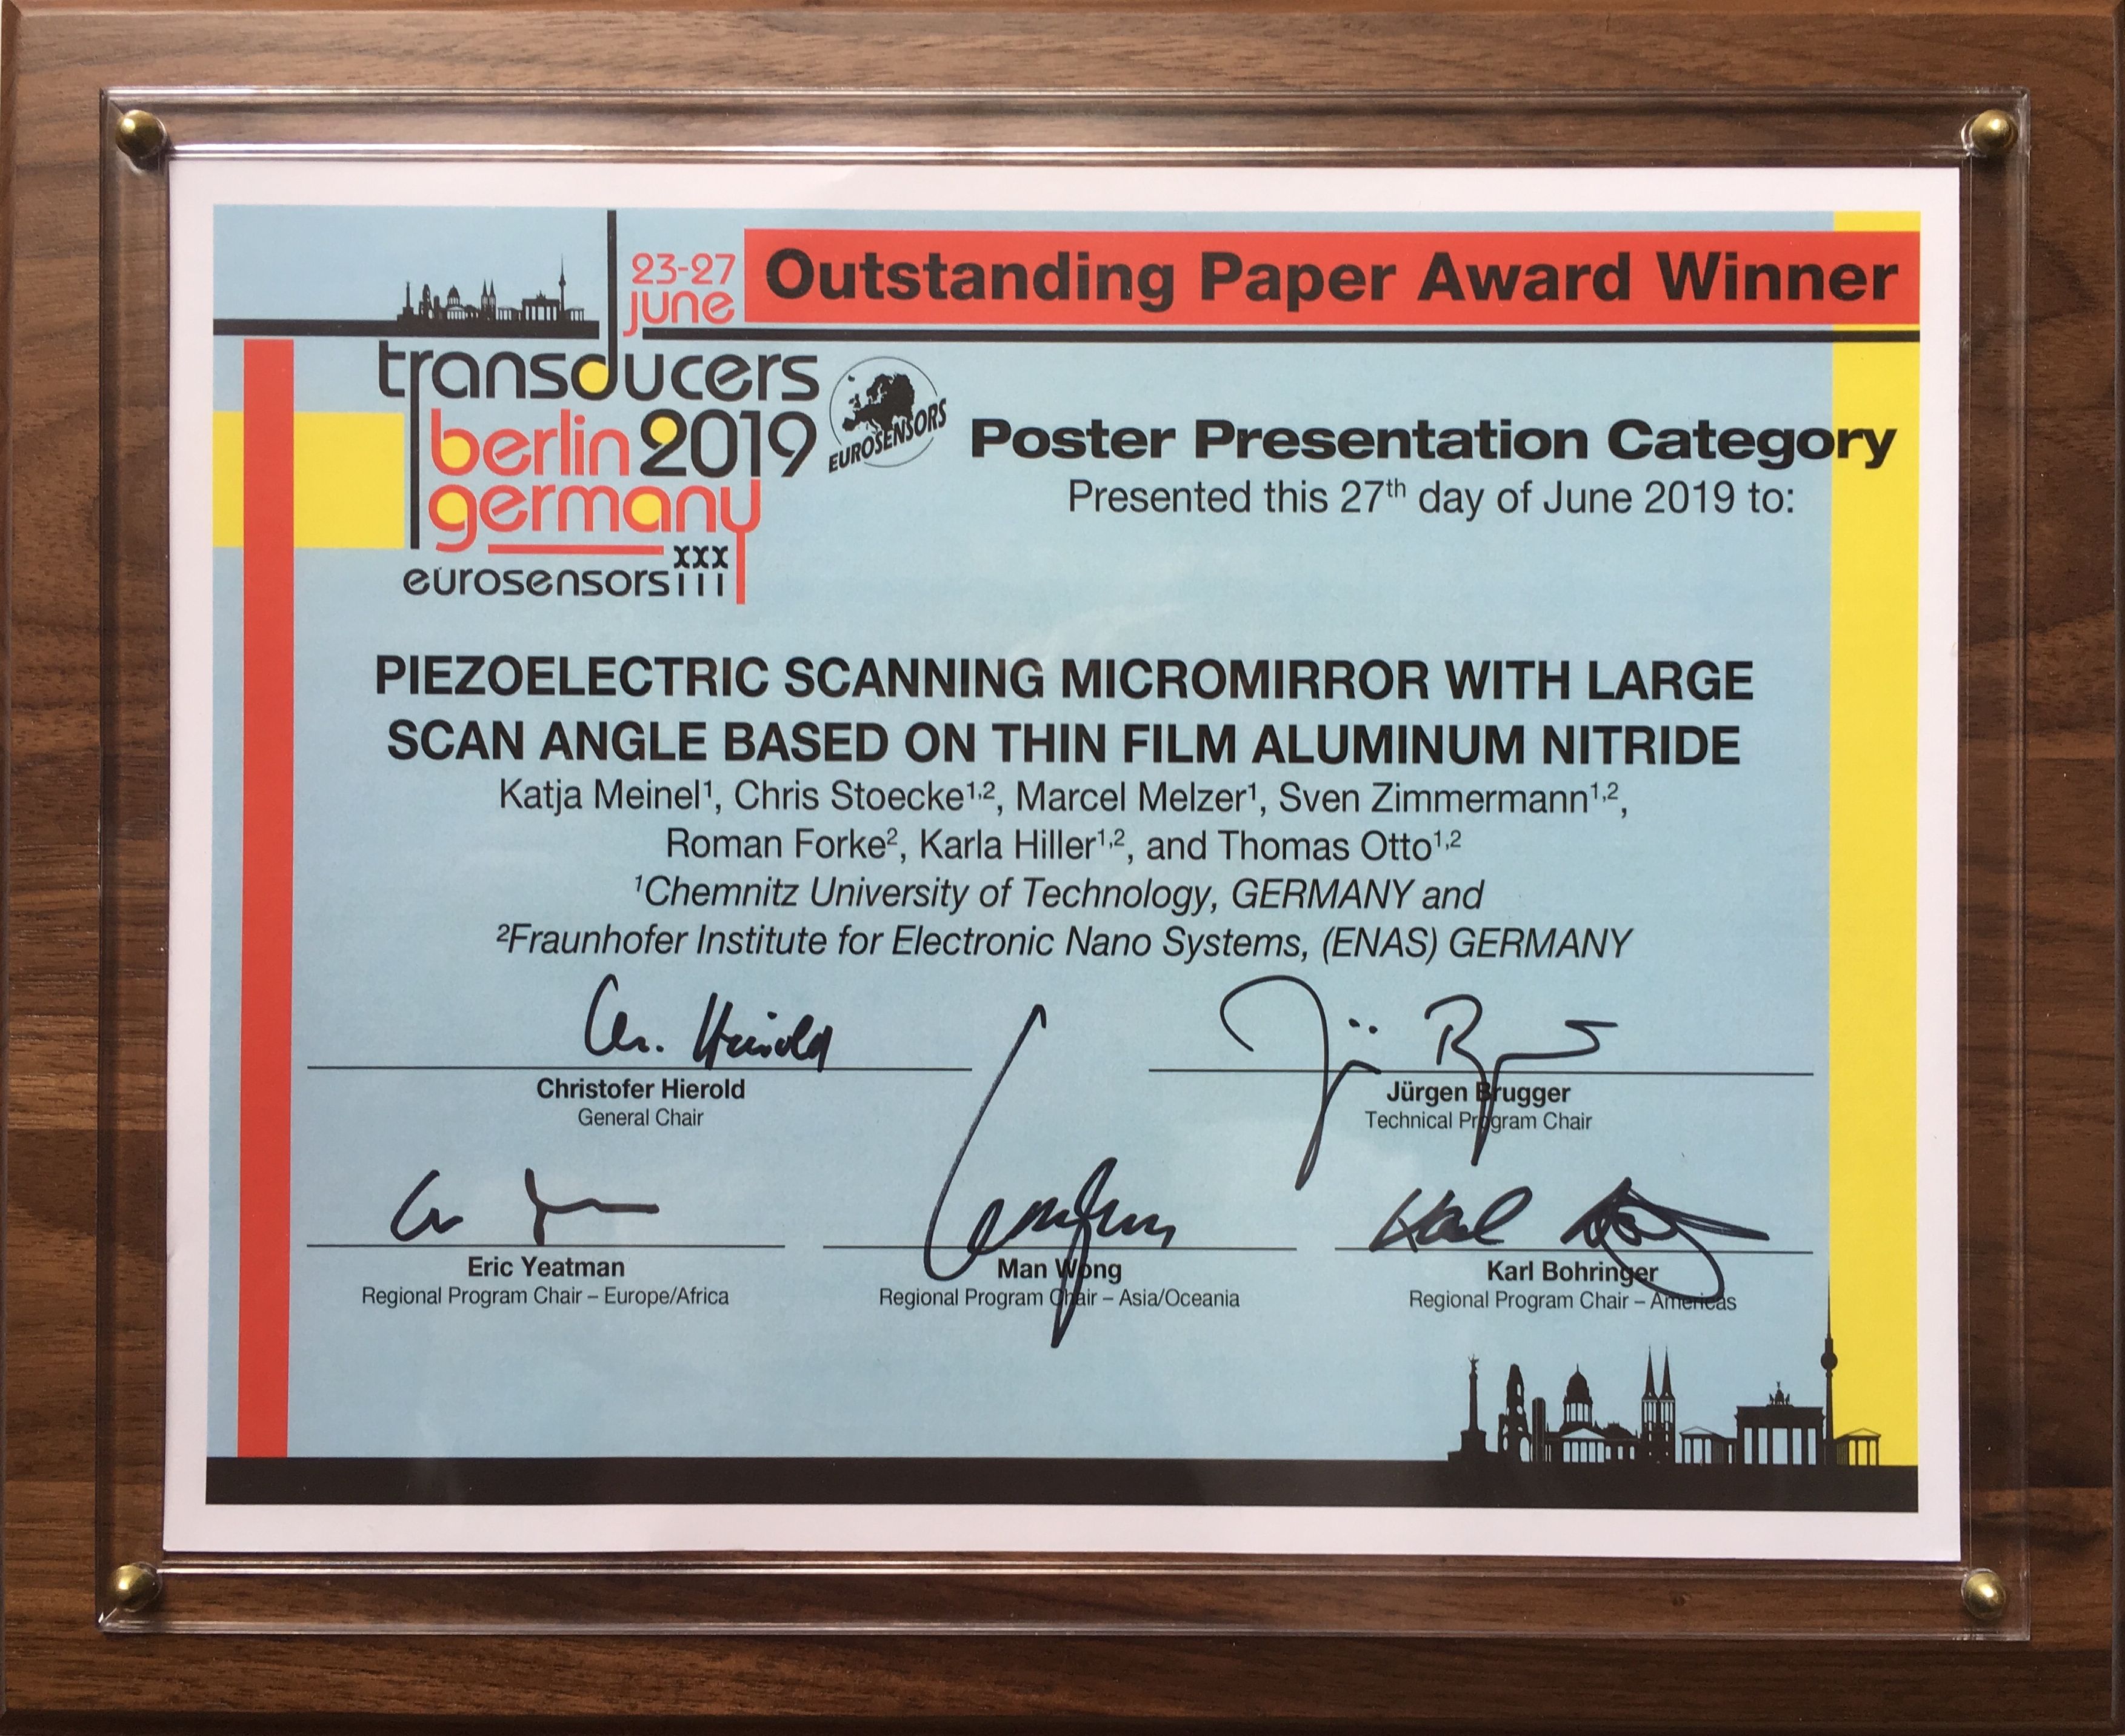 23-27
june
Outstanding Paper Award Winner
transducers
berlin 2019
germany
eurosensors xxx iii
EUROSENSORS
Poster Presentation Category
Presented this 27th day of June 2019 to:
PIEZOELECTRIC SCANNING MICROMIRROR WITH LARGE
SCAN ANGLE BASED ON THIN FILM ALUMINUM NITRIDE
Katja Meinel¹, Chris Stoecke¹,², Marcel Melzer¹, Sven Zimmermann¹,²,
Roman Forke², Karla Hiller¹,², and Thomas Otto¹,²
¹Chemnitz University of Technology, GERMANY and
²Fraunhofer Institute for Electronic Nano Systems, (ENAS) GERMANY
Christofer Hierold
General Chair
Jürgen Brugger
Technical Program Chair
Eric Yeatman
Regional Program Chair – Europe/Africa
Man Wong
Regional Program Chair – Asia/Oceania
Karl Bohringer
Regional Program Chair – Americas